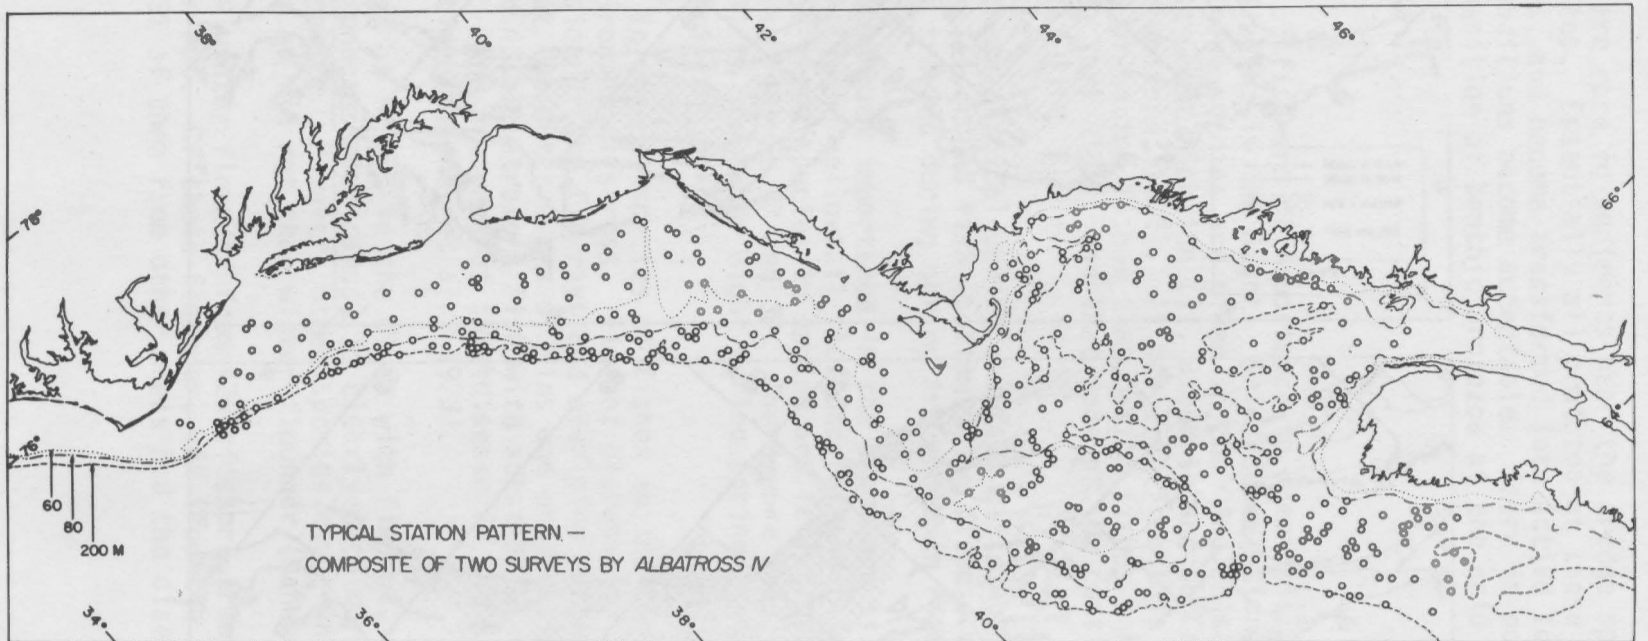 38° 40° 42° 44° 46°
76°
66°
76°
67°
60
80
200 M
TYPICAL STATION PATTERN —
COMPOSITE OF TWO SURVEYS BY ALBATROSS IV
34° 36° 38° 40°